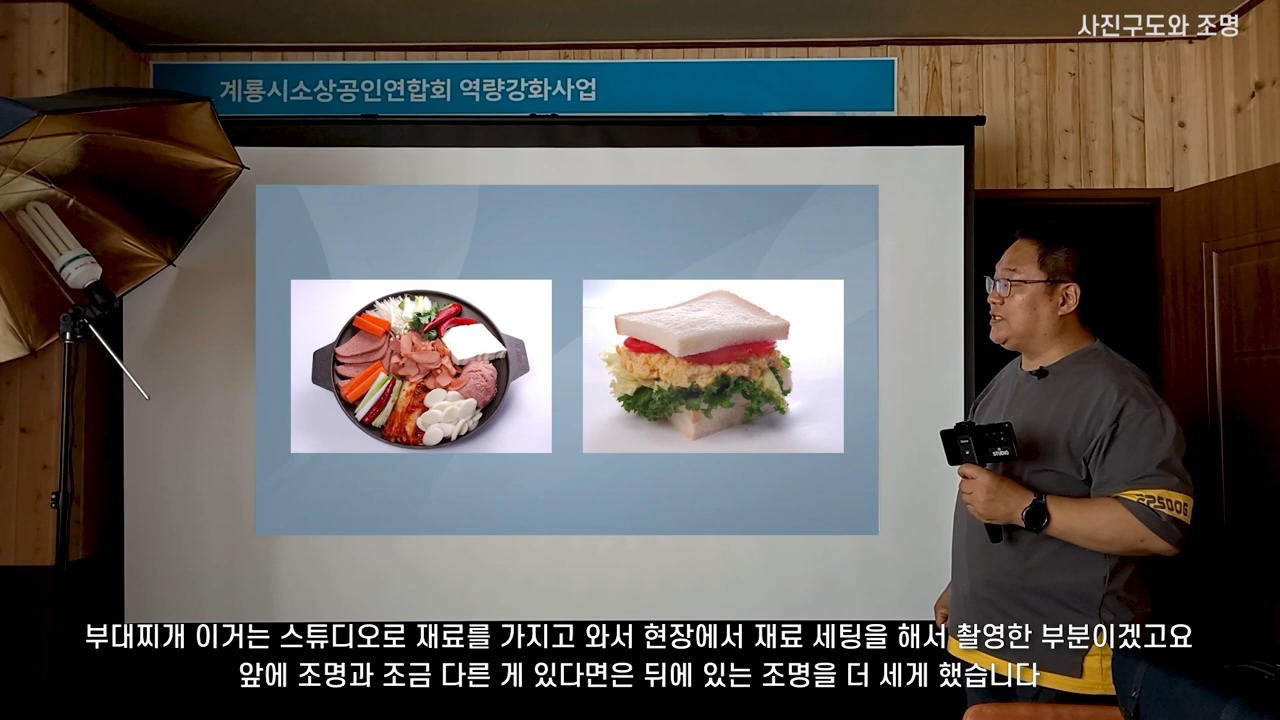 사진구도와 조명
계룡시소상공인연합회 역량강화사업
STUDIO
부대찌개 이거는 스튜디오로 재료를 가지고 와서 현장에서 재료 세팅을 해서 촬영한 부분이겠고요
앞에 조명과 조금 다른 게 있다면은 뒤에 있는 조명을 더 세게 했습니다